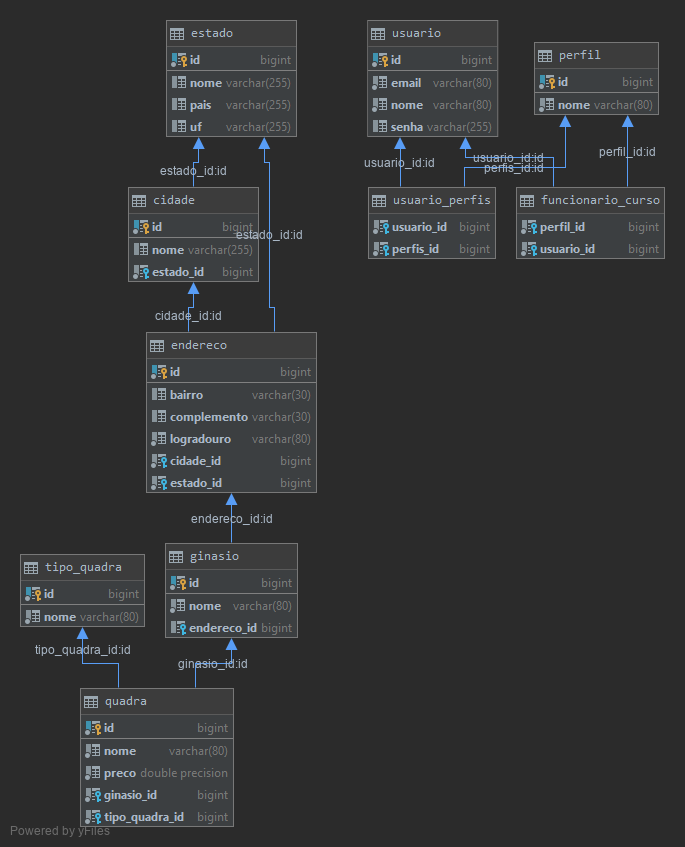 estado
id bigint
nome varchar(255)
pais varchar(255)
uf varchar(255)
usuario
id bigint
email varchar(80)
nome varchar(80)
senha varchar(255)
perfil
id bigint
nome varchar(80)
estado_id:id
usuario_id:id
usuario_id:id
perfis_id:id
perfil_id:id
cidade
id bigint
nome varchar(255)
estado_id bigint
estado_id:id
usuario_perfis
usuario_id bigint
perfis_id bigint
funcionario_curso
perfil_id bigint
usuario_id bigint
cidade_id:id
endereco
id bigint
bairro varchar(30)
complemento varchar(30)
logradouro varchar(80)
cidade_id bigint
estado_id bigint
endereco_id:id
tipo_quadra
id bigint
nome varchar(80)
ginasio
id bigint
nome varchar(80)
endereco_id bigint
tipo_quadra_id:id
ginasio_id:id
quadra
id bigint
nome varchar(80)
preco double precision
ginasio_id bigint
tipo_quadra_id bigint
Powered by yFiles